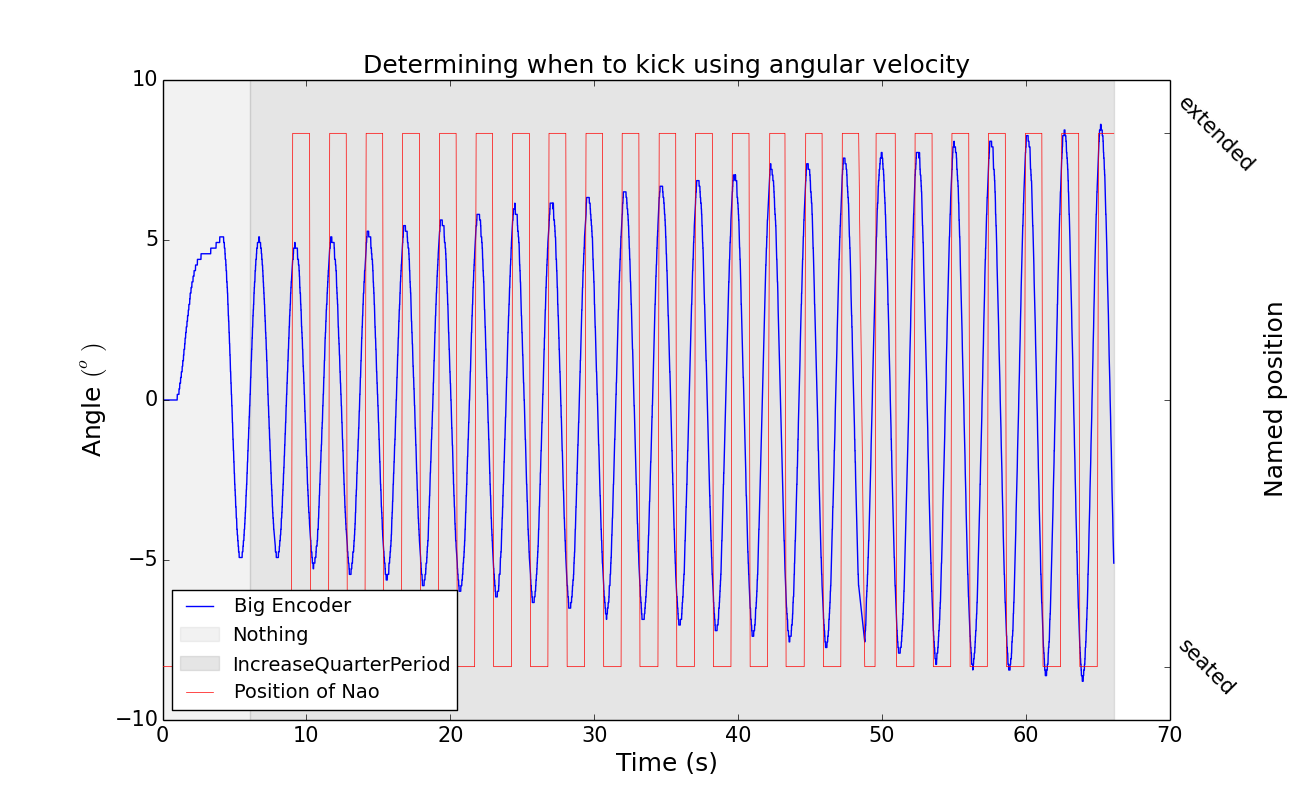 Determining when to kick using angular velocity
10
5
0
−5
−10
Angle (°)
0 10 20 30 40 50 60 70
Time (s)
extended
seated
Named position
Big Encoder
Nothing
IncreaseQuarterPeriod
Position of Nao